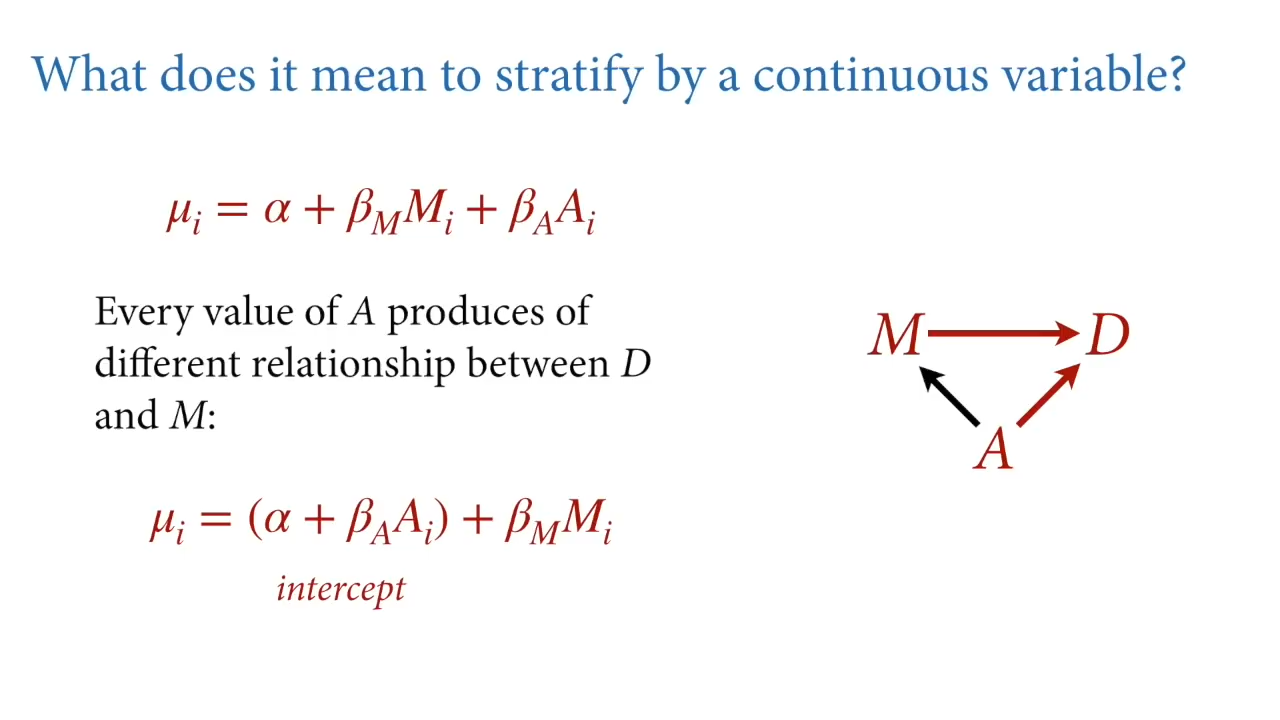 What does it mean to stratify by a continuous variable?
μᵢ = α + β_M Mᵢ + β_A Aᵢ
Every value of A produces of
different relationship between D
and M:
μᵢ = (α + β_A Aᵢ) + β_M Mᵢ
intercept
M D
A